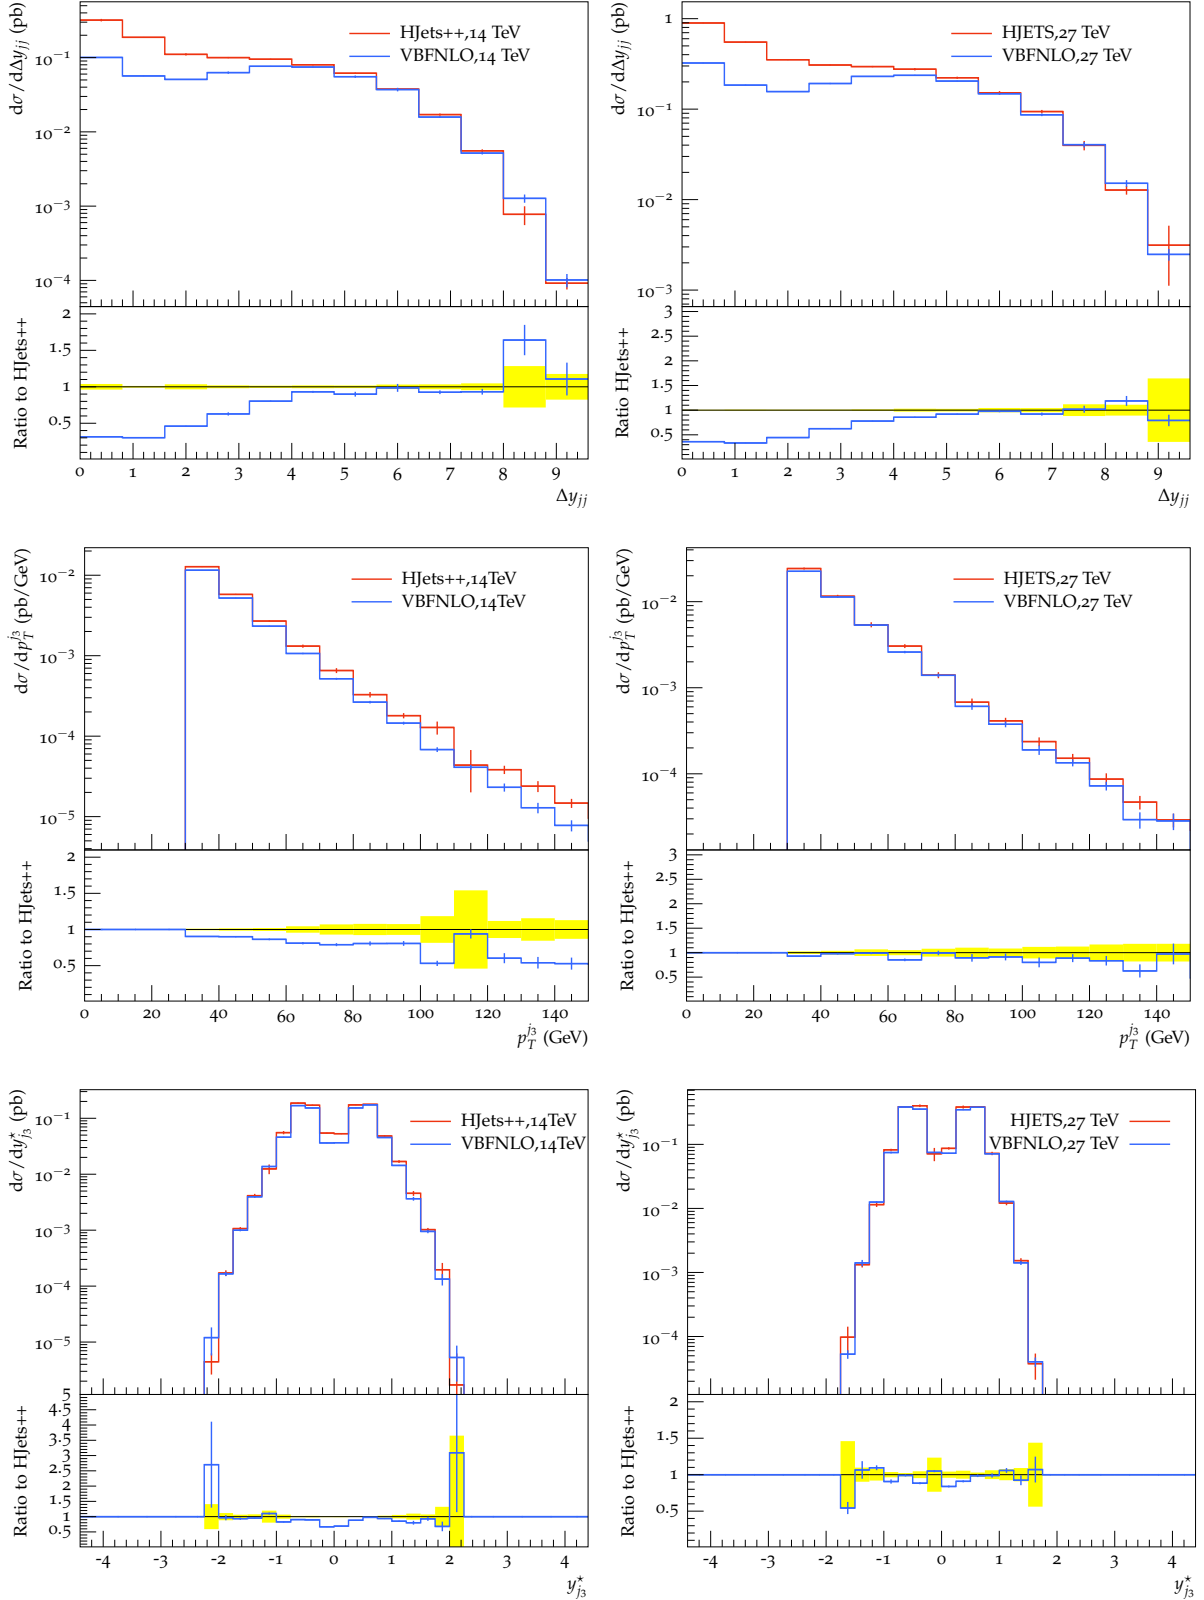 HJets++,14 TeV
VBFNLO,14 TeV
dσ/dΔy_jj (pb)
10^−1
10^−2
10^−3
10^−4
Ratio to HJets++
2
1.5
1
0.5
0 1 2 3 4 5 6 7 8 9
Δy_jj
HJETS,27 TeV
VBFNLO,27 TeV
dσ/dΔy_jj (pb)
1
10^−1
10^−2
10^−3
Ratio HJets++
3
2.5
2
1.5
1
0.5
0 1 2 3 4 5 6 7 8 9
Δy_jj
HJets++,14TeV
VBFNLO,14TeV
dσ/dp_T^{j3} (pb/GeV)
10^−2
10^−3
10^−4
10^−5
Ratio to HJets++
2
1.5
1
0.5
0 20 40 60 80 100 120 140
p_T^{j3} (GeV)
HJETS,27 TeV
VBFNLO,27 TeV
dσ/dp_T^{j3} (pb/GeV)
10^−2
10^−3
10^−4
Ratio to HJets++
3
2.5
2
1.5
1
0.5
0 20 40 60 80 100 120 140
p_T^{j3} (GeV)
HJets++,14TeV
VBFNLO,14TeV
dσ/dy*_{j3} (pb)
10^−1
10^−2
10^−3
10^−4
10^−5
Ratio to HJets++
5
4.5
4
3.5
3
2.5
2
1.5
1
0.5
-4 -3 -2 -1 0 1 2 3 4
y*_{j3}
HJETS,27 TeV
VBFNLO,27 TeV
dσ/dy*_{j3} (pb)
10^−1
10^−2
10^−3
10^−4
Ratio to HJets++
2
1.5
1
0.5
-4 -3 -2 -1 0 1 2 3 4
y*_{j3}